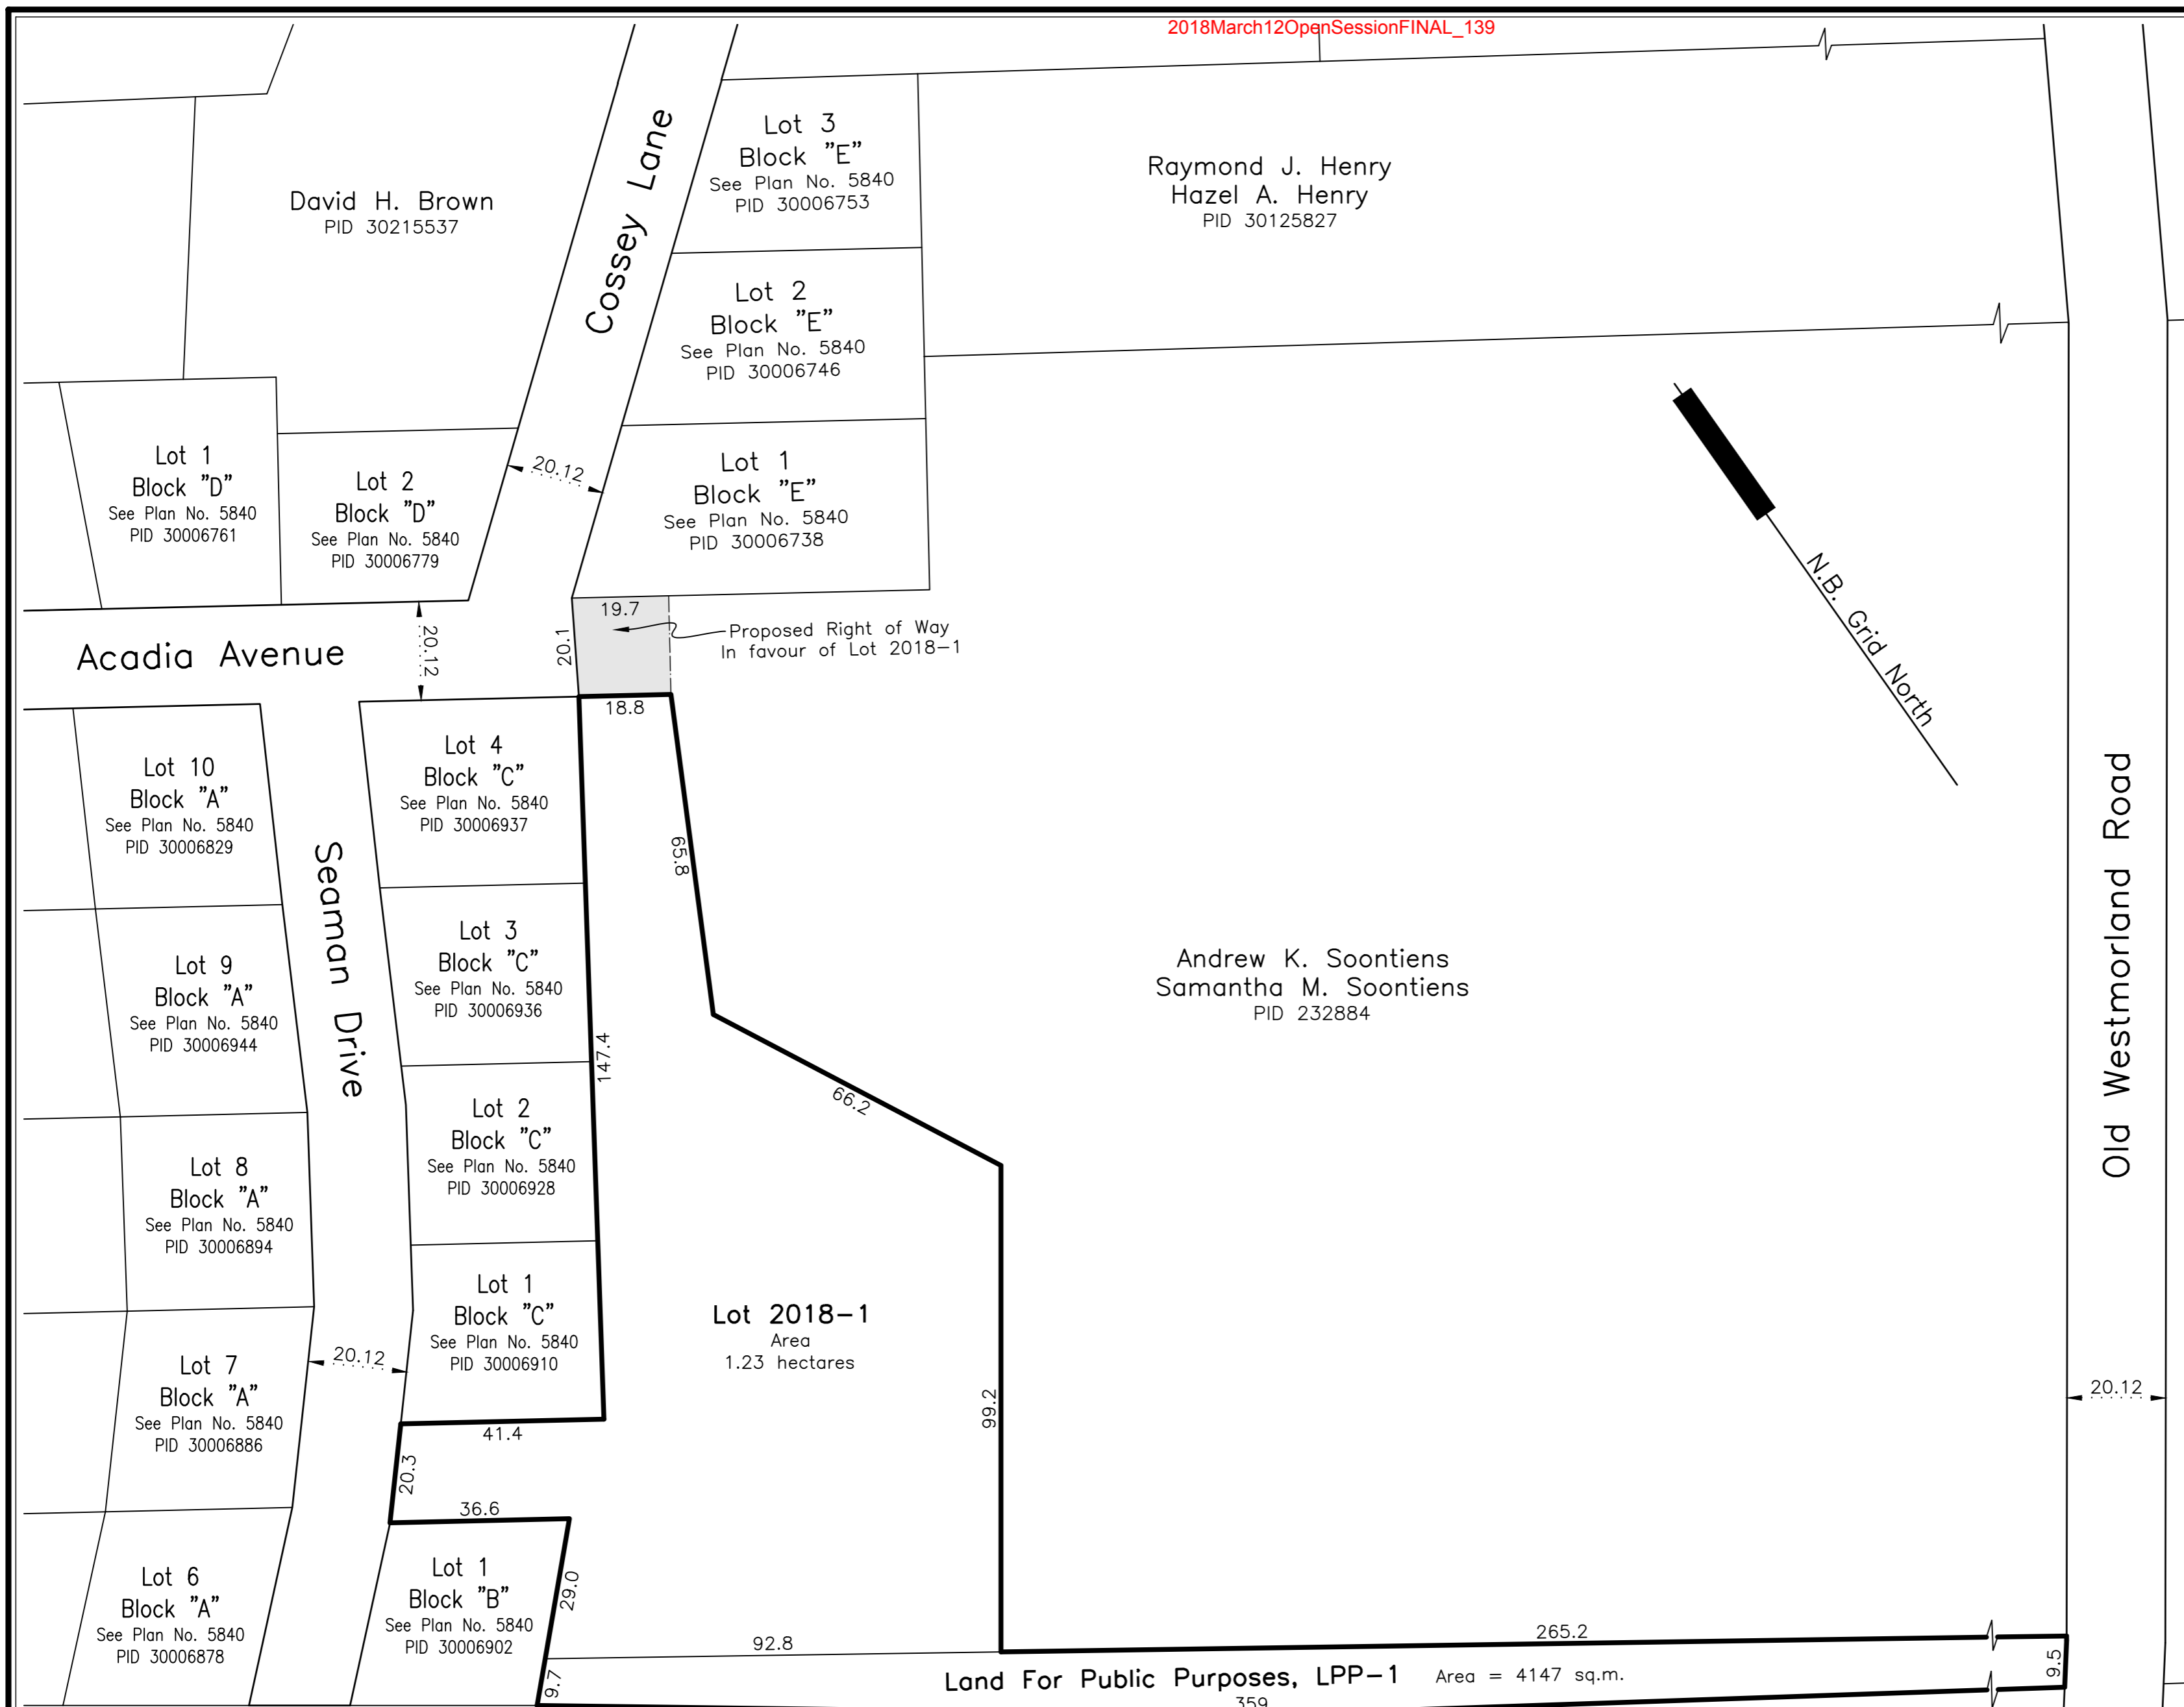 2018March12OpenSessionFINAL_139
David H. Brown
PID 30215537
Cossey Lane
Lot 3
Block "E"
See Plan No. 5840
PID 30006753
Raymond J. Henry
Hazel A. Henry
PID 30125827
Lot 2
Block "E"
See Plan No. 5840
PID 30006746
Lot 1
Block "D"
See Plan No. 5840
PID 30006761
Lot 2
Block "D"
See Plan No. 5840
PID 30006779
20.12
Lot 1
Block "E"
See Plan No. 5840
PID 30006738
N.B. Grid North
Acadia Avenue
20.12
20.1
19.7
Proposed Right of Way
In favour of Lot 2018-1
18.8
Lot 10
Block "A"
See Plan No. 5840
PID 30006829
Seaman Drive
Lot 4
Block "C"
See Plan No. 5840
PID 30006937
65.8
Lot 9
Block "A"
See Plan No. 5840
PID 30006944
Lot 3
Block "C"
See Plan No. 5840
PID 30006936
147.4
66.2
Andrew K. Soontiens
Samantha M. Soontiens
PID 232884
Old Westmorland Road
Lot 8
Block "A"
See Plan No. 5840
PID 30006894
Lot 2
Block "C"
See Plan No. 5840
PID 30006928
Lot 7
Block "A"
See Plan No. 5840
PID 30006886
20.12
Lot 1
Block "C"
See Plan No. 5840
PID 30006910
Lot 2018-1
Area
1.23 hectares
99.2
20.12
41.4
20.3
36.6
Lot 6
Block "A"
See Plan No. 5840
PID 30006878
Lot 1
Block "B"
See Plan No. 5840
PID 30006902
29.0
9.7
92.8
265.2
9.5
Land For Public Purposes, LPP-1
Area = 4147 sq.m.
359